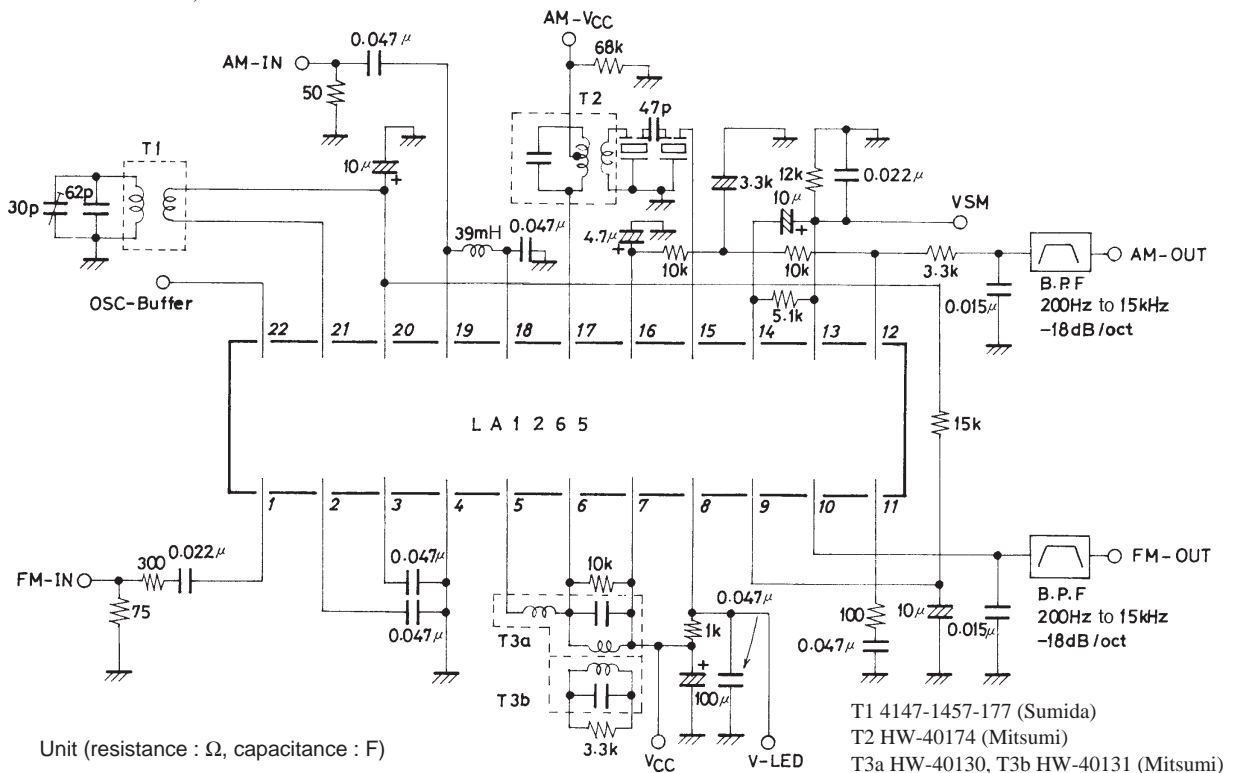 AM-VCC
0.047μ
68k
AM-IN
50
T2
47p
T1
10μ
+
30p
62p
3.3k
12k
0.022μ
10μ
+
VSM
4.7μ
+
39mH
0.047μ
10k
10k
3.3k
AM-OUT
OSC-Buffer
5.1k
0.015μ
B.P.F
200Hz to 15kHz
-18dB/oct
22 21 20 19 18 17 16 15 14 13 12
LA1265
15k
1 2 3 4 5 6 7 8 9 10 11
FM-IN
300
0.022μ
75
0.047μ
0.047μ
10k
T3a
T3b
3.3k
0.047μ
1k
+
100μ
100
0.047μ
10μ
0.015μ
FM-OUT
B.P.F
200Hz to 15kHz
-18dB/oct
VCC
V-LED
Unit (resistance : Ω, capacitance : F)
T1 4147-1457-177 (Sumida)
T2 HW-40174 (Mitsumi)
T3a HW-40130, T3b HW-40131 (Mitsumi)